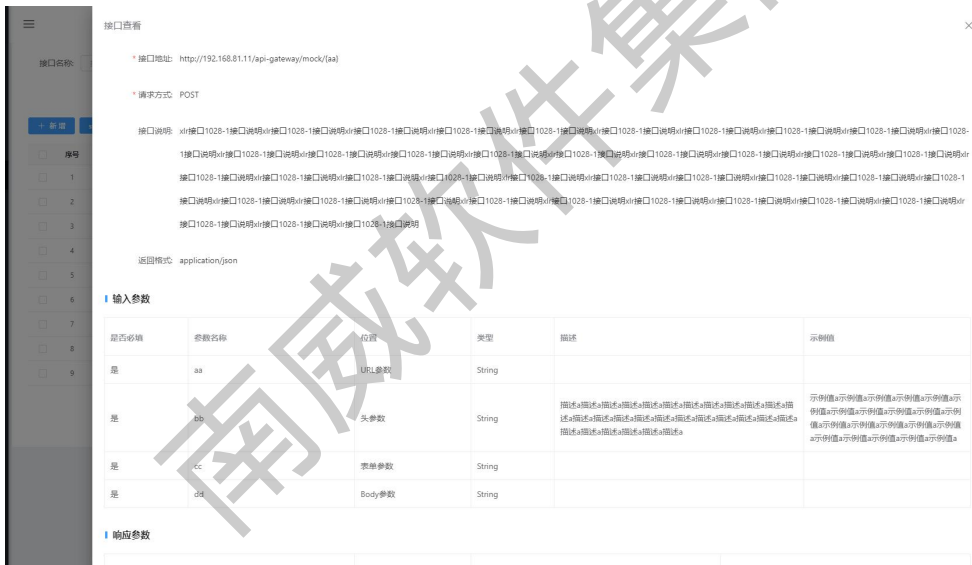 接口查看
×
接口名称:
* 接口地址: http://192.168.81.11/api-gateway/mock/{aa}
* 请求方式: POST
+ 新增
接口说明: xlr接口1028-1接口说明xlr接口1028-1接口说明xlr接口1028-1接口说明xlr接口1028-1接口说明xlr接口1028-1接口说明xlr接口1028-1接口说明xlr接口1028-1接口说明xlr接口1028-1接口说明xlr接口1028-
1接口说明xlr接口1028-1接口说明xlr接口1028-1接口说明xlr接口1028-1接口说明xlr接口1028-1接口说明xlr接口1028-1接口说明xlr接口1028-1接口说明xlr接口1028-1接口说明xlr接口1028-1接口说明xlr
接口1028-1接口说明xlr接口1028-1接口说明xlr接口1028-1接口说明xlr接口1028-1接口说明xlr接口1028-1接口说明xlr接口1028-1接口说明xlr接口1028-1接口说明xlr接口1028-1接口说明xlr接口1028-1
接口说明xlr接口1028-1接口说明xlr接口1028-1接口说明xlr接口1028-1接口说明xlr接口1028-1接口说明xlr接口1028-1接口说明xlr接口1028-1接口说明xlr接口1028-1接口说明xlr接口1028-1接口说明xlr
接口1028-1接口说明xlr接口1028-1接口说明xlr接口1028-1接口说明
序号
1
2
3
4
5
6
7
8
9
返回格式: application/json
输入参数
是否必填 参数名称 位置 类型 描述 示例值
是 aa URL参数 String
是 bb 头参数 String
描述a描述a描述a描述a描述a描述a描述a描述a描述a描述a描述a描
述a描述a描述a描述a描述a描述a描述a描述a描述a描述a描述a描述a
描述a描述a描述a描述a描述a描述a
示例值a示例值a示例值a示例值a示例值a示
例值a示例值a示例值a示例值a示例值a示例
值a示例值a示例值a示例值a示例值a示例值
a示例值a示例值a示例值a示例值a示例值a
是 cc 表单参数 String
是 dd Body参数 String
响应参数
南威软件集